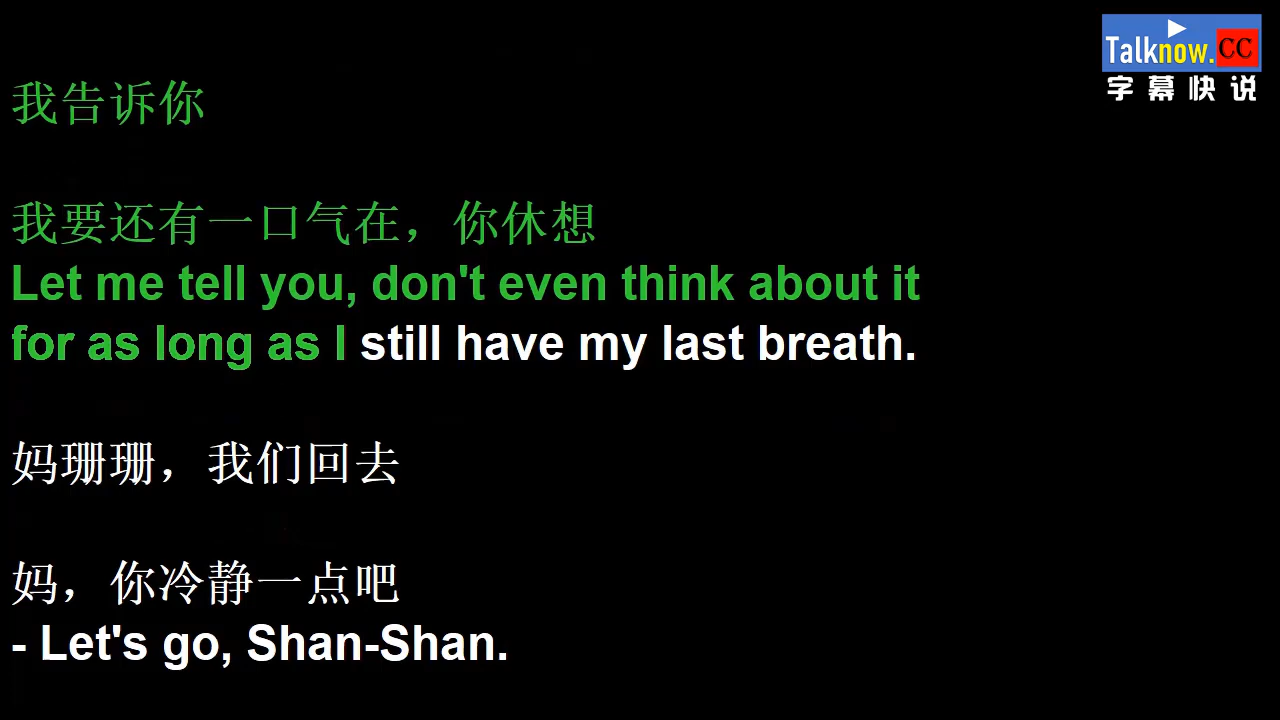 Talknow.CC
字幕快说
我告诉你
我要还有一口气在，你休想
Let me tell you, don't even think about it
for as long as I still have my last breath.
妈珊珊，我们回去
妈，你冷静一点吧
- Let's go, Shan-Shan.